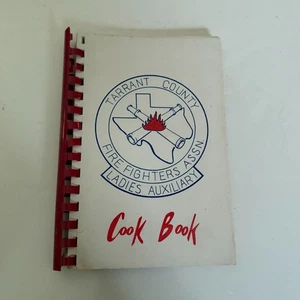 TARRANT COUNTY
FIRE FIGHTERS ASSN
LADIES AUXILIARY
Cook Book